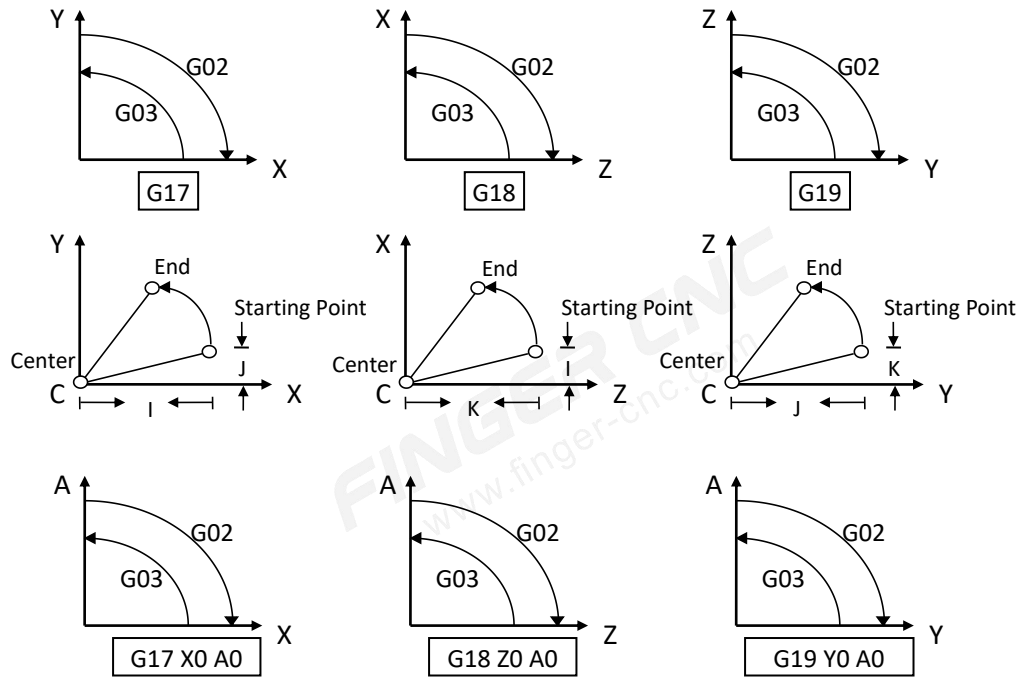 Y
G02
G03
X
G17
X
G02
G03
Z
G18
Z
G02
G03
Y
G19
Y
End
Starting Point
Center
J
C
I
X
X
End
Starting Point
Center
I
C
K
Z
Z
End
Starting Point
Center
K
C
J
Y
FINGER CNC
www.finger-cnc.com
A
G02
G03
X
G17 X0 A0
A
G02
G03
Z
G18 Z0 A0
A
G02
G03
Y
G19 Y0 A0